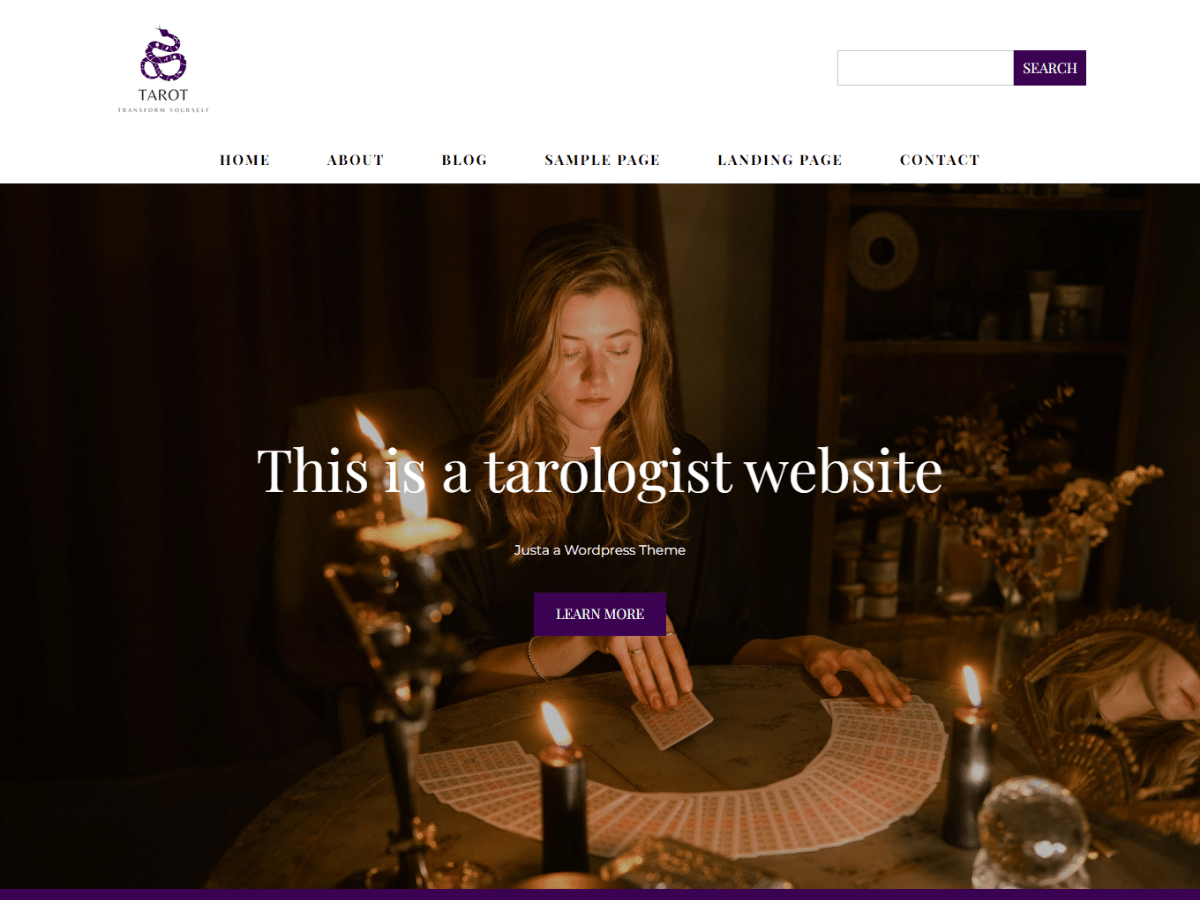 TAROT
TRANSFORM YOURSELF
SEARCH
HOME ABOUT BLOG SAMPLE PAGE LANDING PAGE CONTACT
This is a tarologist website
Justa a Wordpress Theme
LEARN MORE